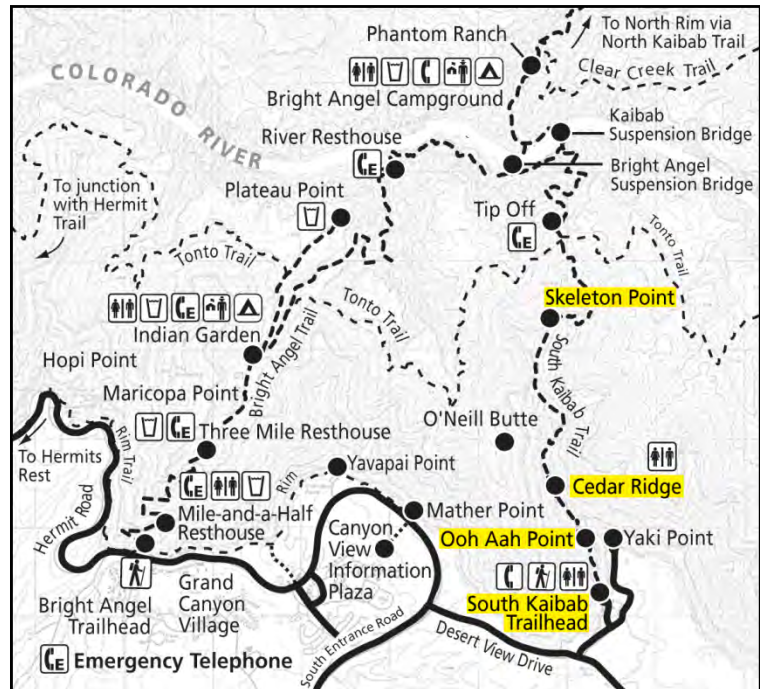 Phantom Ranch
To North Rim via
North Kaibab Trail
Clear Creek Trail
COLORADO RIVER
Bright Angel Campground
Kaibab
Suspension Bridge
River Resthouse
E
Bright Angel
Suspension Bridge
To junction
with Hermit
Trail
Plateau Point
Tip Off
E
Tonto Trail
Tonto
Trail
Skeleton Point
E
Indian Garden
Tonto Trail
Bright Angel Trail
South Kaibab Trail
Hopi Point
Maricopa Point
E
Three Mile Resthouse
O'Neill Butte
To Hermits
Rest
Rim Trail
E
Rim
Yavapai Point
Cedar Ridge
Mile-and-a-Half
Resthouse
Mather Point
Hermit Road
Canyon
View
Information
Plaza
Ooh Aah Point
Yaki Point
Bright Angel
Trailhead
Grand
Canyon
Village
South Kaibab
Trailhead
South Entrance Road
Desert View Drive
E Emergency Telephone